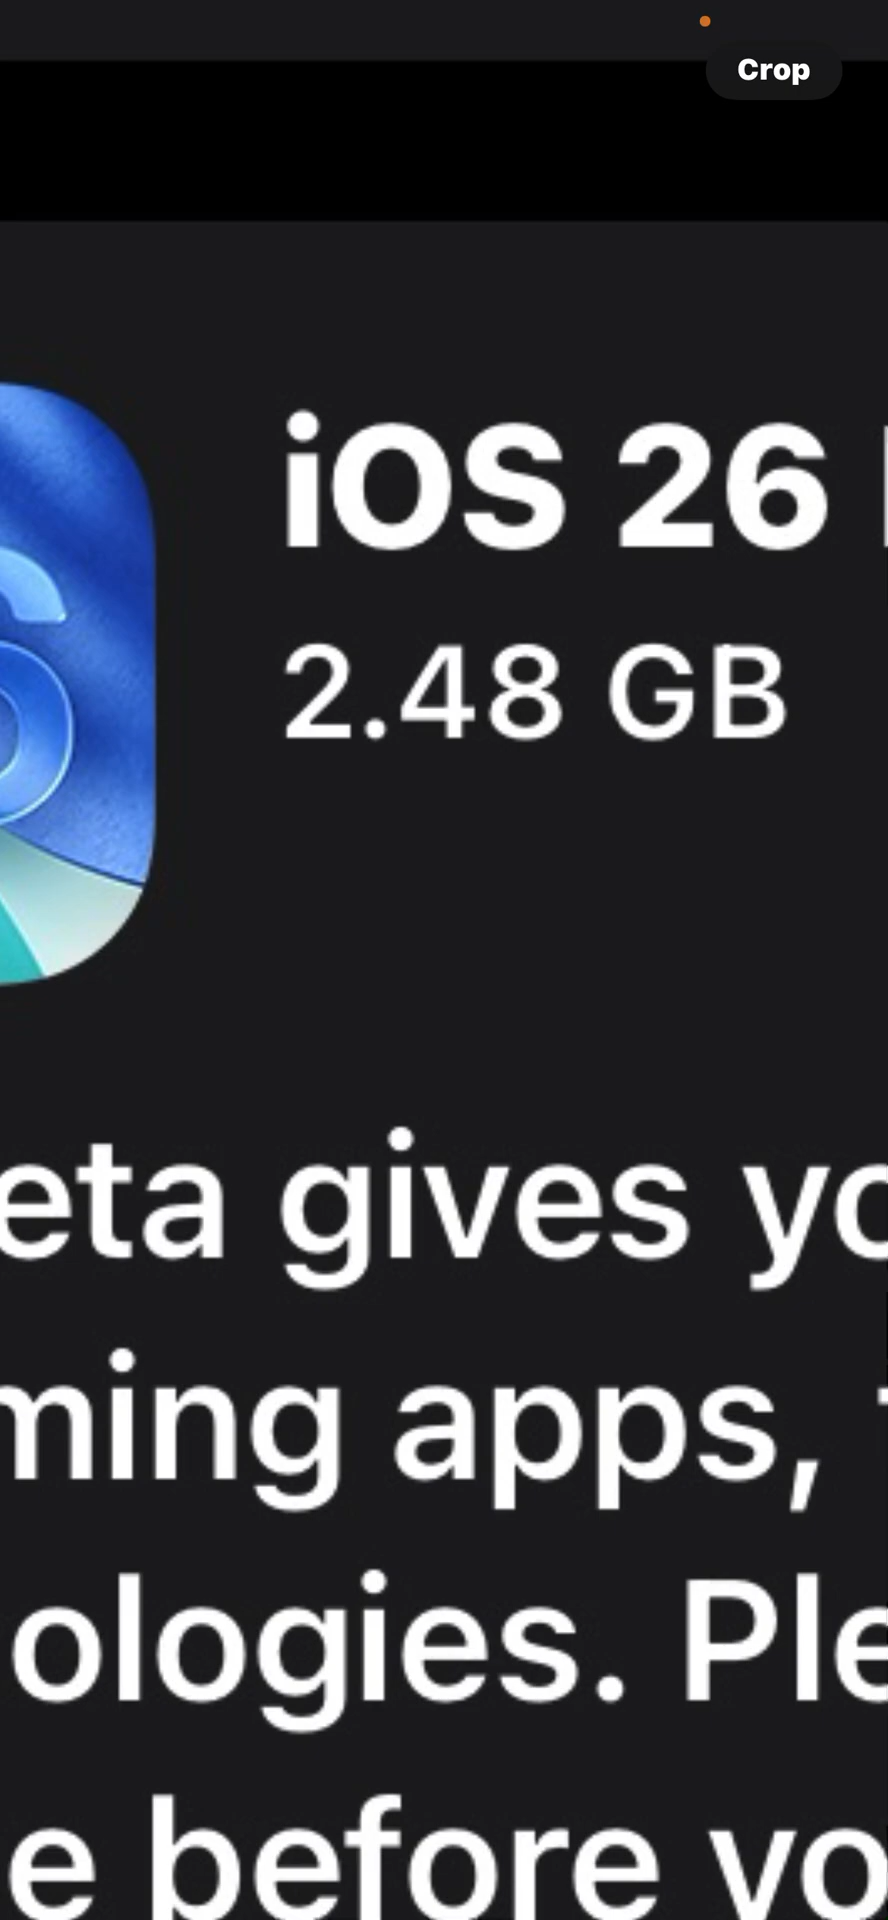 Crop
iOS 26
2.48 GB
eta gives yo
ming apps,
ologies. Ple
e before yo